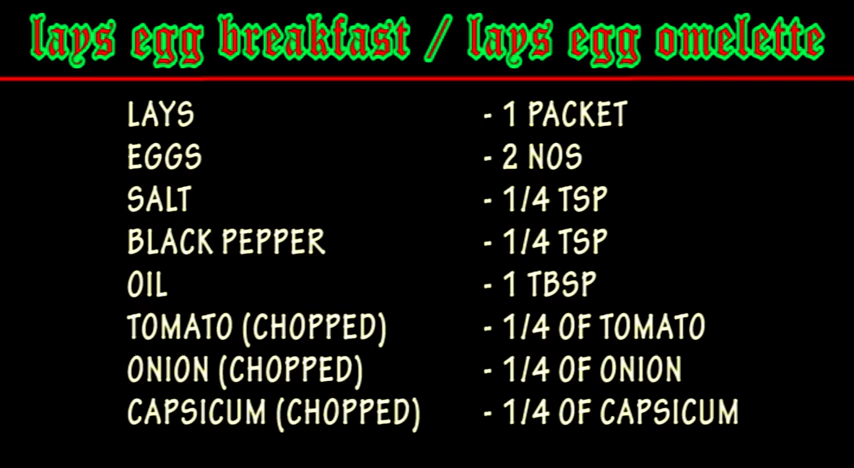 lays egg breakfast / lays egg omelette
LAYS - 1 PACKET
EGGS - 2 NOS
SALT - 1/4 TSP
BLACK PEPPER - 1/4 TSP
OIL - 1 TBSP
TOMATO (CHOPPED) - 1/4 OF TOMATO
ONION (CHOPPED) - 1/4 OF ONION
CAPSICUM (CHOPPED) - 1/4 OF CAPSICUM